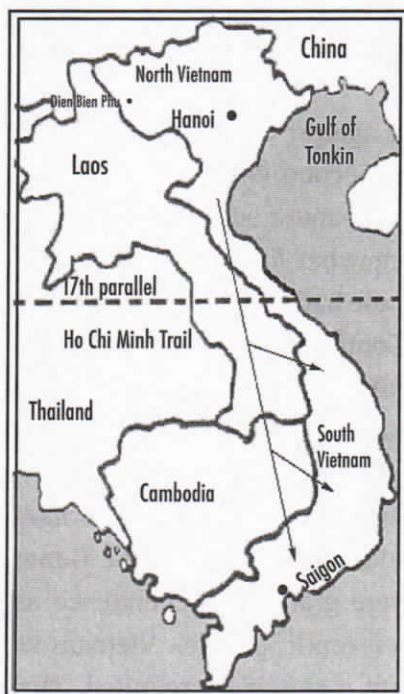 China
North Vietnam
Dien Bien Phu
Hanoi
Gulf of
Tonkin
Laos
17th parallel
Ho Chi Minh Trail
Thailand
South
Vietnam
Cambodia
Saigon